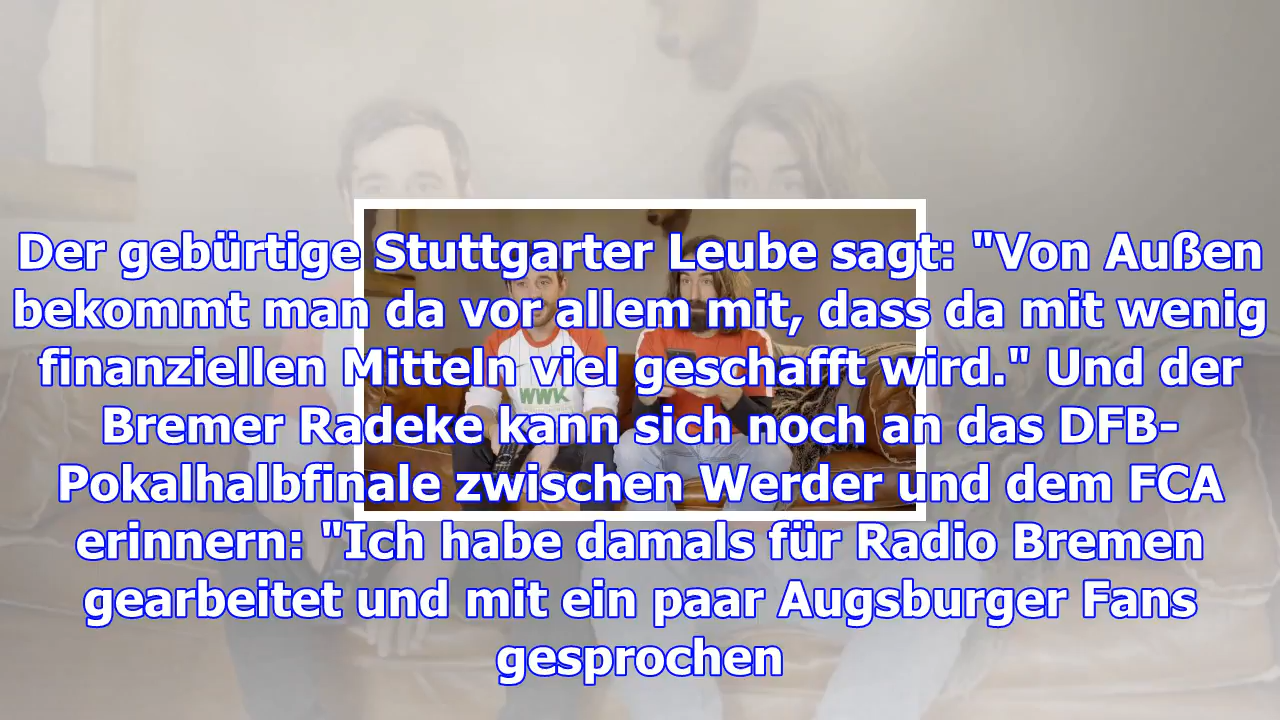 Der gebürtige Stuttgarter Leube sagt: "Von Außen
bekommt man da vor allem mit, dass da mit wenig
finanziellen Mitteln viel geschafft wird." Und der
WWK
Bremer Radeke kann sich noch an das DFB-
Pokalhalbfinale zwischen Werder und dem FCA
erinnern: "Ich habe damals für Radio Bremen
gearbeitet und mit ein paar Augsburger Fans
gesprochen